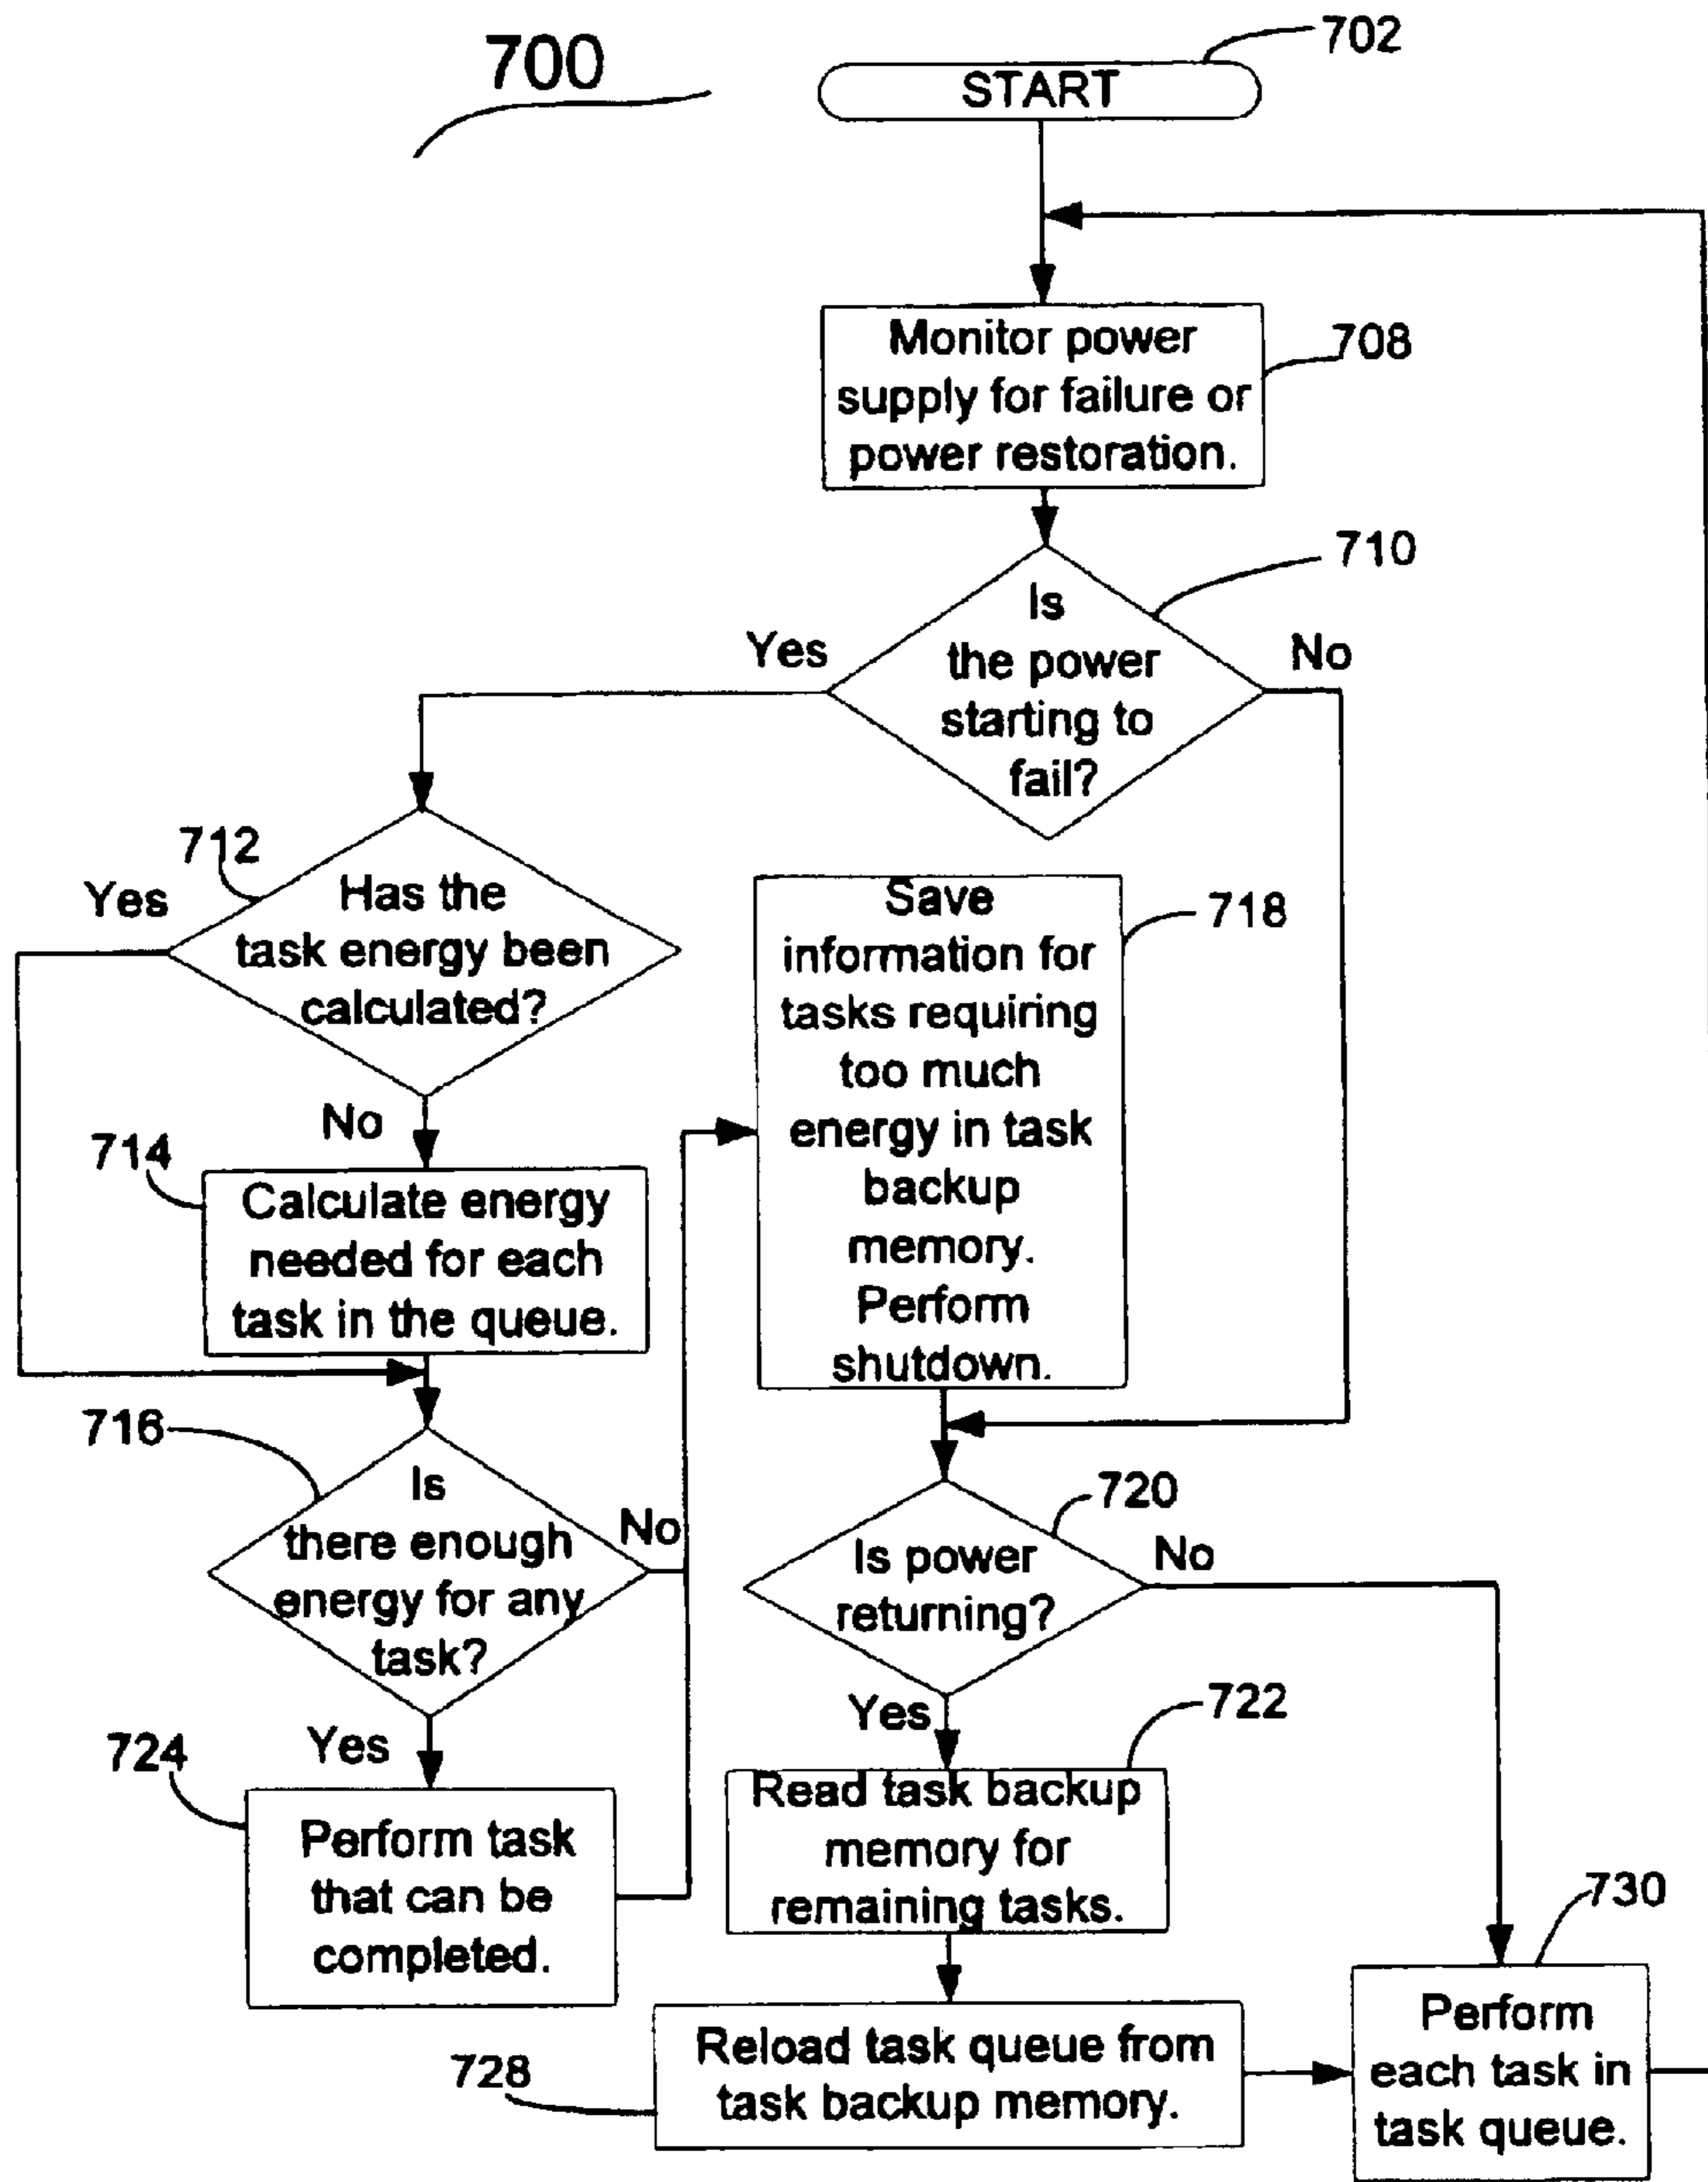 700
702
START
Monitor power
supply for failure or
power restoration.
708
710
Is
the power
starting to
fail?
Yes
No
712
Yes
Has the
task energy been
calculated?
No
714
Calculate energy
needed for each
task in the queue.
Save
information for
tasks requiring
too much
energy in task
backup
memory.
Perform
shutdown.
718
716
Is
there enough
energy for any
task?
No
Yes
720
Is power
returning?
No
Yes
722
724
Perform task
that can be
completed.
Read task backup
memory for
remaining tasks.
730
728
Reload task queue from
task backup memory.
Perform
each task in
task queue.